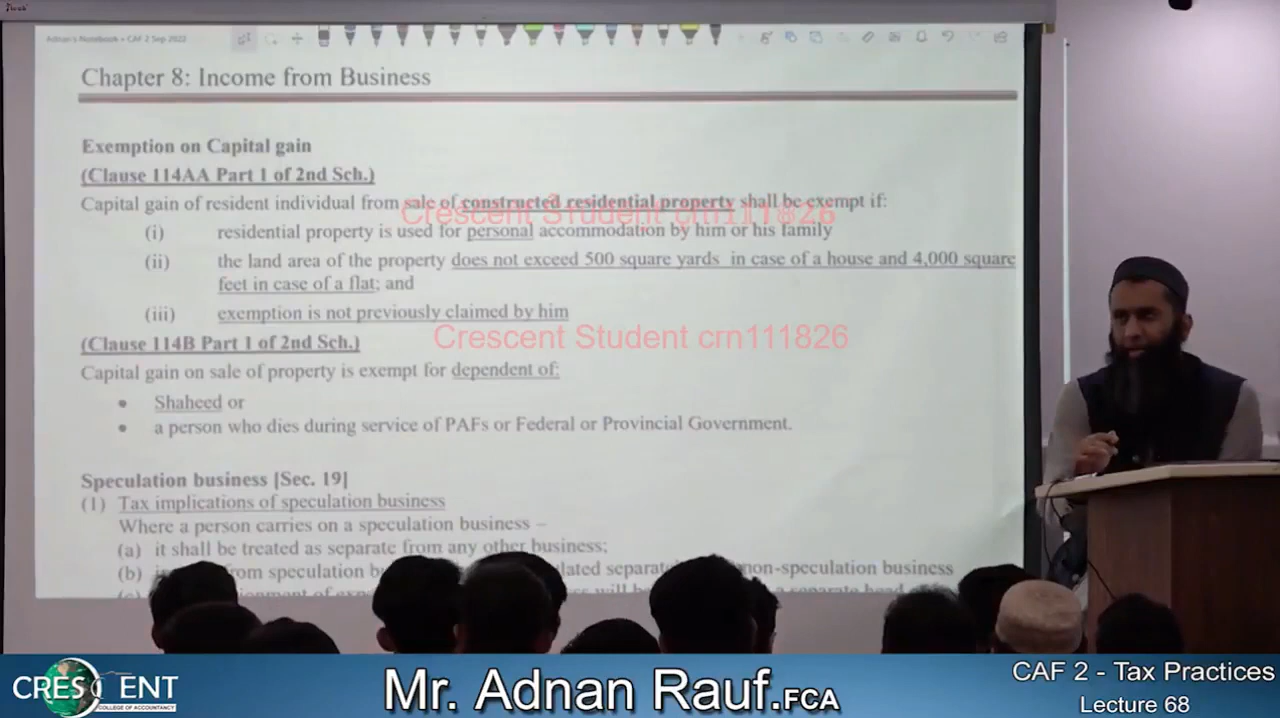 Adnan's Notebook • CAF 2 Sep 2022
Chapter 8: Income from Business
Exemption on Capital gain
(Clause 114AA Part 1 of 2nd Sch.)
Capital gain of resident individual from sale of constructed residential property shall be exempt if:
Crescent Student crn111826
(i) residential property is used for personal accommodation by him or his family
(ii) the land area of the property does not exceed 500 square yards in case of a house and 4,000 square
feet in case of a flat; and
(iii) exemption is not previously claimed by him
Crescent Student crn111826
(Clause 114B Part 1 of 2nd Sch.)
Capital gain on sale of property is exempt for dependent of:
• Shaheed or
• a person who dies during service of PAFs or Federal or Provincial Government.
Speculation business [Sec. 19]
(1) Tax implications of speculation business
Where a person carries on a speculation business –
(a) it shall be treated as separate from any other business;
(b) from speculation non-speculation business
CRESCENT
COLLEGE OF ACCOUNTANCY
Mr. Adnan Rauf.FCA
CAF 2 - Tax Practices
Lecture 68